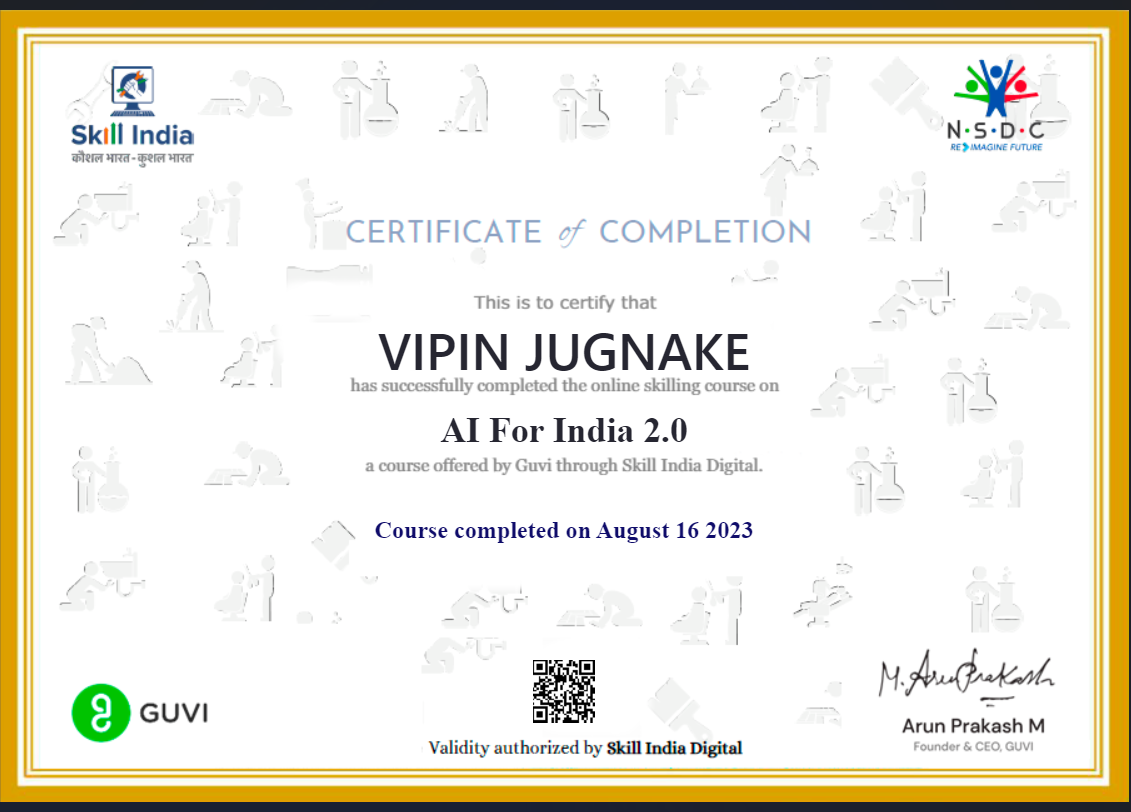 Skill India
कौशल भारत - कुशल भारत
N·S·D·C
RE IMAGINE FUTURE
CERTIFICATE of COMPLETION
This is to certify that
VIPIN JUGNAKE
has successfully completed the online skilling course on
AI For India 2.0
a course offered by Guvi through Skill India Digital.
Course completed on August 16 2023
GUVI
M. Arun Prakash
Arun Prakash M
Founder & CEO, GUVI
Validity authorized by Skill India Digital